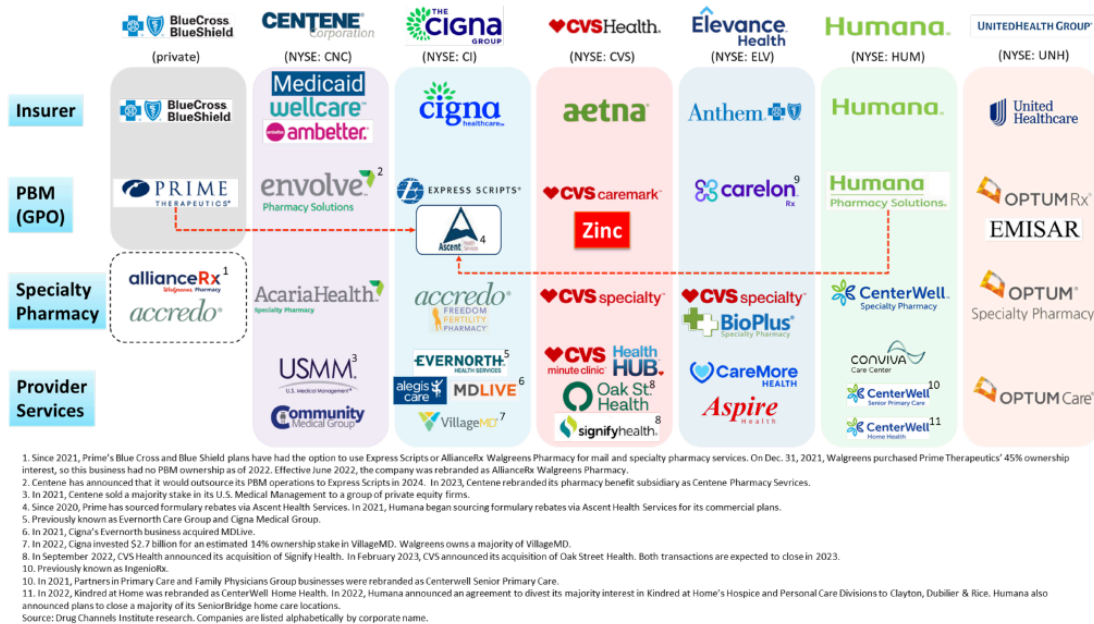 BlueCross BlueShield
CENTENE Corporation
THE cigna GROUP
CVSHealth.
Elevance Health
Humana.
UNITEDHEALTH GROUP
(private)
(NYSE: CNC)
(NYSE: CI)
(NYSE: CVS)
(NYSE: ELV)
(NYSE: HUM)
(NYSE: UNH)
Insurer
BlueCross BlueShield
Medicaid
wellcare
ambetter.
cigna healthcare
aetna
Anthem
Humana.
United Healthcare
PBM (GPO)
PRIME THERAPEUTICS
envolve 2
Pharmacy Solutions
EXPRESS SCRIPTS
Ascent Health Services 4
CVS caremark
Zinc
carelon 9
Rx
Humana
Pharmacy Solutions.
OPTUM Rx
EMISAR
Specialty Pharmacy
allianceRx 1
Walgreens Pharmacy
accredo
AcariaHealth
Specialty Pharmacy
accredo
FREEDOM FERTILITY PHARMACY
CVS specialty
CVS specialty
BioPlus
Specialty Pharmacy
CenterWell
Specialty Pharmacy
OPTUM
Specialty Pharmacy
Provider Services
USMM 3
U.S. Medical Management
Community Medical Group
EVERNORTH 5
HEALTH SERVICES
alegis care
MDLIVE 6
VillageMD 7
CVS minute clinic
Health HUB
Oak St. Health 8
signifyhealth. 8
CareMore HEALTH
Aspire Health
CONVIVA Care Center
CenterWell 10
Senior Primary Care
CenterWell 11
Home Health
OPTUM Care
1. Since 2021, Prime's Blue Cross and Blue Shield plans have had the option to use Express Scripts or AllianceRx Walgreens Pharmacy for mail and specialty pharmacy services. On Dec. 31, 2021, Walgreens purchased Prime Therapeutics' 45% ownership
interest, so this business had no PBM ownership as of 2022. Effective June 2022, the company was rebranded as AllianceRx Walgreens Pharmacy.
2. Centene has announced that it would outsource its PBM operations to Express Scripts in 2024. In 2023, Centene rebranded its pharmacy benefit subsidiary as Centene Pharmacy Sevrices.
3. In 2021, Centene sold a majority stake in its U.S. Medical Management to a group of private equity firms.
4. Since 2020, Prime has sourced formulary rebates via Ascent Health Services. In 2021, Humana began sourcing formulary rebates via Ascent Health Services for its commercial plans.
5. Previously known as Evernorth Care Group and Cigna Medical Group.
6. In 2021, Cigna's Evernorth business acquired MDLive.
7. In 2022, Cigna invested $2.7 billion for an estimated 14% ownership stake in VillageMD. Walgreens owns a majority of VillageMD.
8. In September 2022, CVS Health announced its acquisition of Signify Health. In February 2023, CVS announced its acquisition of Oak Street Health. Both transactions are expected to close in 2023.
10. Previously known as IngenioRx.
10. In 2021, Partners in Primary Care and Family Physicians Group businesses were rebranded as Centerwell Senior Primary Care.
11. In 2022, Kindred at Home was rebranded as CenterWell Home Health. In 2022, Humana announced an agreement to divest its majority interest in Kindred at Home's Hospice and Personal Care Divisions to Clayton, Dubilier & Rice. Humana also
announced plans to close a majority of its SeniorBridge home care locations.
Source: Drug Channels Institute research. Companies are listed alphabetically by corporate name.